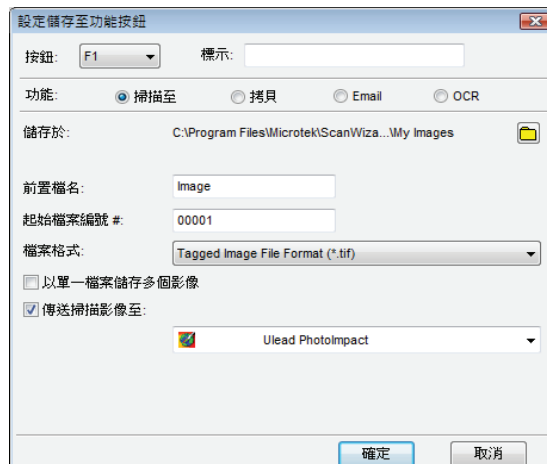 設定儲存至功能按鈕
按鈕: F1 標示:
功能: 掃描至 拷貝 Email OCR
儲存於: C:\Program Files\Microtek\ScanWiza...\My Images
前置檔名: Image
起始檔案編號 #: 00001
檔案格式: Tagged Image File Format (*.tif)
以單一檔案儲存多個影像
傳送掃描影像至:
Ulead PhotoImpact
確定 取消